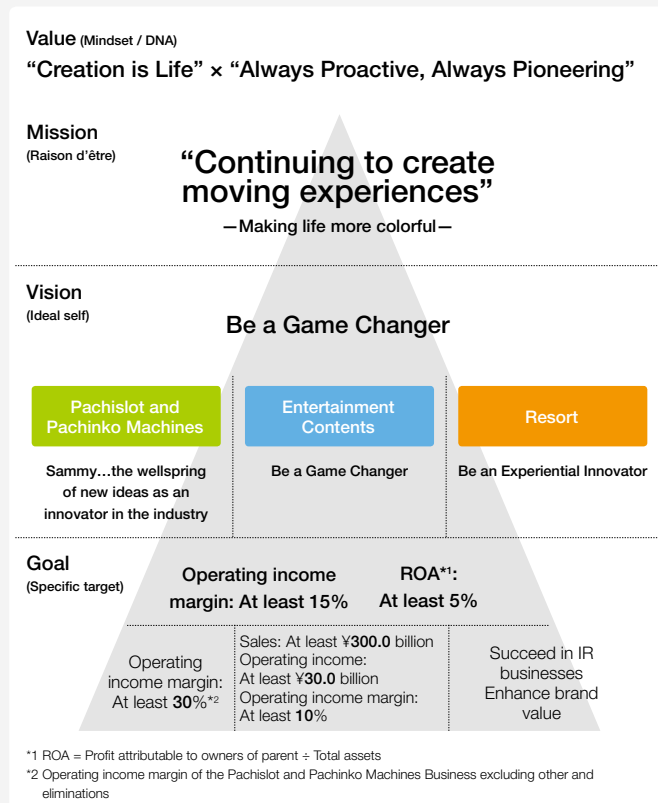 Value (Mindset / DNA)
“Creation is Life” × “Always Proactive, Always Pioneering”
Mission
(Raison d’être)
“Continuing to create
moving experiences”
—Making life more colorful—
Vision
(Ideal self)
Be a Game Changer
Pachislot and
Pachinko Machines
Sammy…the wellspring
of new ideas as an
innovator in the industry
Entertainment
Contents
Be a Game Changer
Resort
Be an Experiential Innovator
Goal
(Specific target)
Operating income
margin: At least 15%
ROA*1:
At least 5%
Operating
income margin:
At least 30%*2
Sales: At least ¥300.0 billion
Operating income:
At least ¥30.0 billion
Operating income margin:
At least 10%
Succeed in IR
businesses
Enhance brand
value
*1 ROA = Profit attributable to owners of parent ÷ Total assets
*2 Operating income margin of the Pachislot and Pachinko Machines Business excluding other and
eliminations